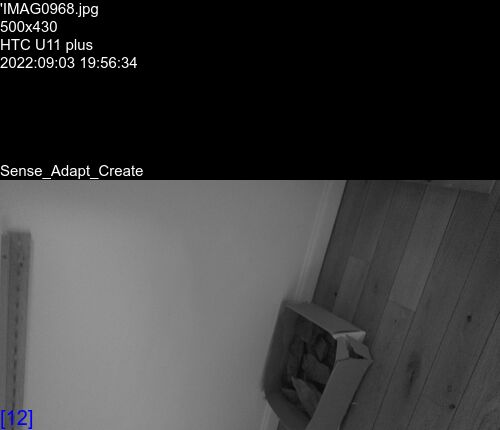 'IMAG0968.jpg
500x430
HTC U11 plus
2022:09:03 19:56:34
Sense_Adapt_Create
[12]